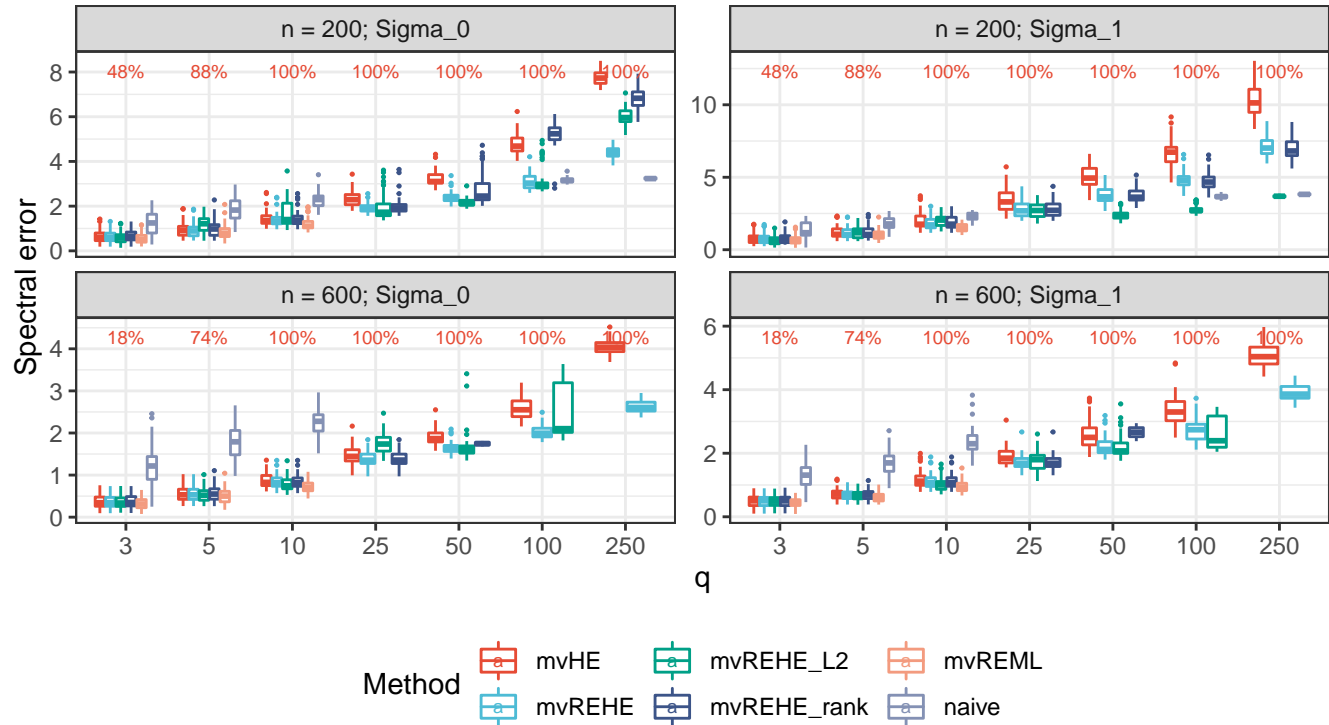 n = 200; Sigma_0
n = 200; Sigma_1
48% 88% 100% 100% 100% 100% 100%
48% 88% 100% 100% 100% 100% 100%
8
6
4
2
0
10
5
0
n = 600; Sigma_0
n = 600; Sigma_1
18% 74% 100% 100% 100% 100% 100%
18% 74% 100% 100% 100% 100% 100%
4
3
2
1
0
6
4
2
0
Spectral error
3 5 10 25 50 100 250
3 5 10 25 50 100 250
q
Method
a mvHE
a mvREHE_L2
a mvREML
a mvREHE
a mvREHE_rank
a naive